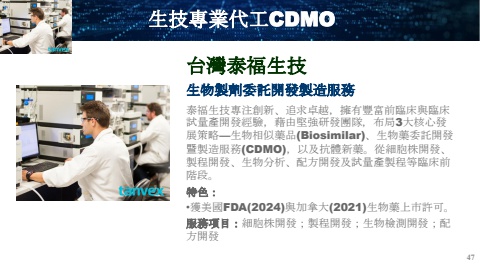 生技專業代工CDMO
tanvex
台灣泰福生技
生物製劑委託開發製造服務
泰福生技專注創新、追求卓越，擁有豐富前臨床與臨床
試量產開發經驗，藉由堅強研發團隊，布局3大核心發
展策略—生物相似藥品(Biosimilar)、生物藥委託開發
暨製造服務(CDMO)，以及抗體新藥。從細胞株開發、
製程開發、生物分析、配方開發及試量產製程等臨床前
階段。
特色：
•獲美國FDA(2024)與加拿大(2021)生物藥上市許可。
服務項目：細胞株開發；製程開發；生物檢測開發；配
方開發
tanvex
47